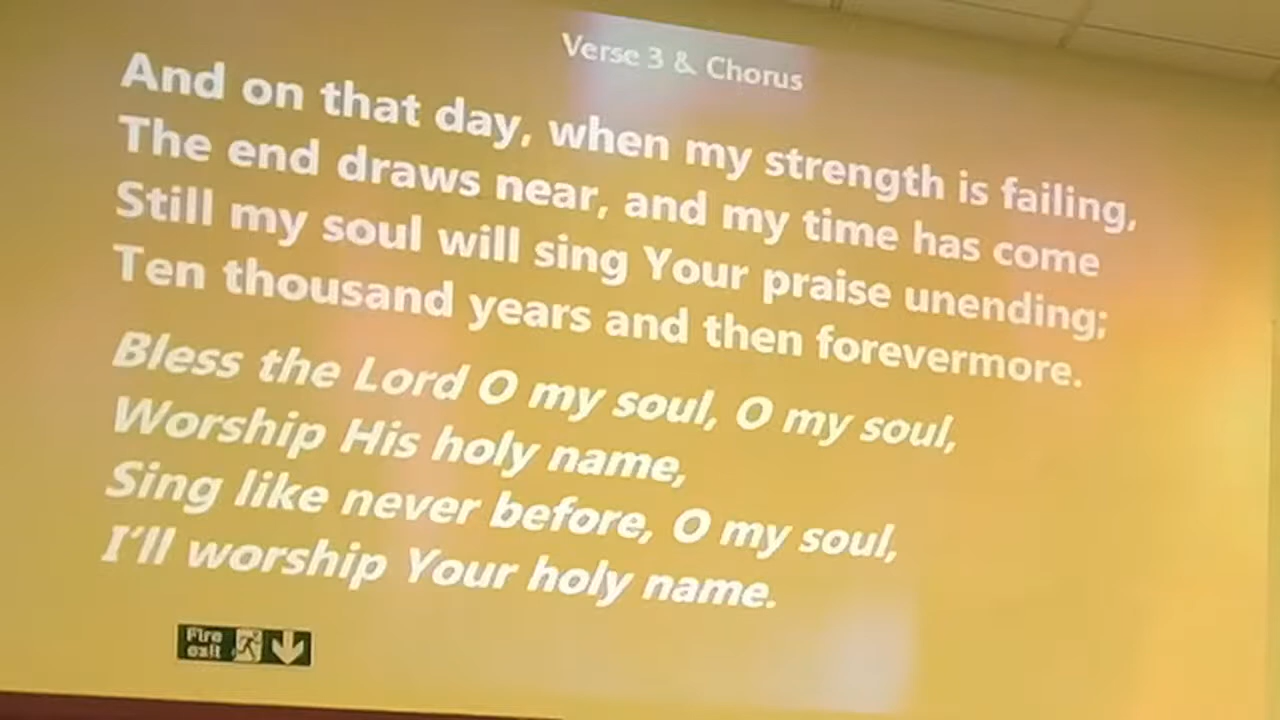 Verse 3 & Chorus
And on that day, when my strength is failing,
The end draws near, and my time has come
Still my soul will sing Your praise unending;
Ten thousand years and then forevermore.
Bless the Lord O my soul, O my soul,
Worship His holy name,
Sing like never before, O my soul,
I'll worship Your holy name.
Fire
exit